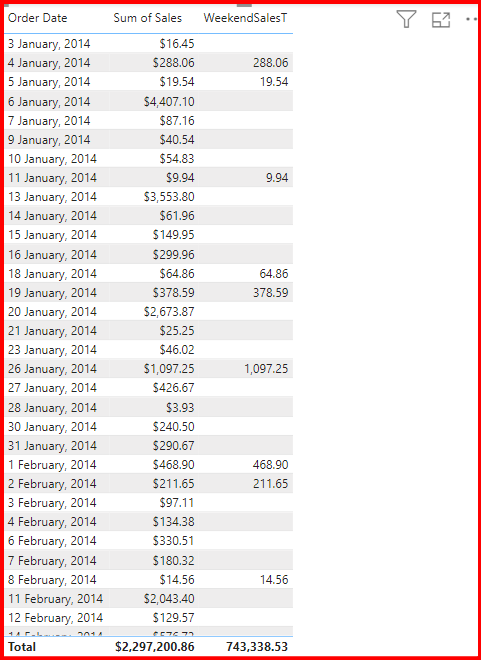 Order Date Sum of Sales WeekendSalesT
3 January, 2014 $16.45
4 January, 2014 $288.06 288.06
5 January, 2014 $19.54 19.54
6 January, 2014 $4,407.10
7 January, 2014 $87.16
9 January, 2014 $40.54
10 January, 2014 $54.83
11 January, 2014 $9.94 9.94
13 January, 2014 $3,553.80
14 January, 2014 $61.96
15 January, 2014 $149.95
16 January, 2014 $299.96
18 January, 2014 $64.86 64.86
19 January, 2014 $378.59 378.59
20 January, 2014 $2,673.87
21 January, 2014 $25.25
23 January, 2014 $46.02
26 January, 2014 $1,097.25 1,097.25
27 January, 2014 $426.67
28 January, 2014 $3.93
30 January, 2014 $240.50
31 January, 2014 $290.67
1 February, 2014 $468.90 468.90
2 February, 2014 $211.65 211.65
3 February, 2014 $97.11
4 February, 2014 $134.38
6 February, 2014 $330.51
7 February, 2014 $180.32
8 February, 2014 $14.56 14.56
11 February, 2014 $2,043.40
12 February, 2014 $129.57
Total $2,297,200.86 743,338.53